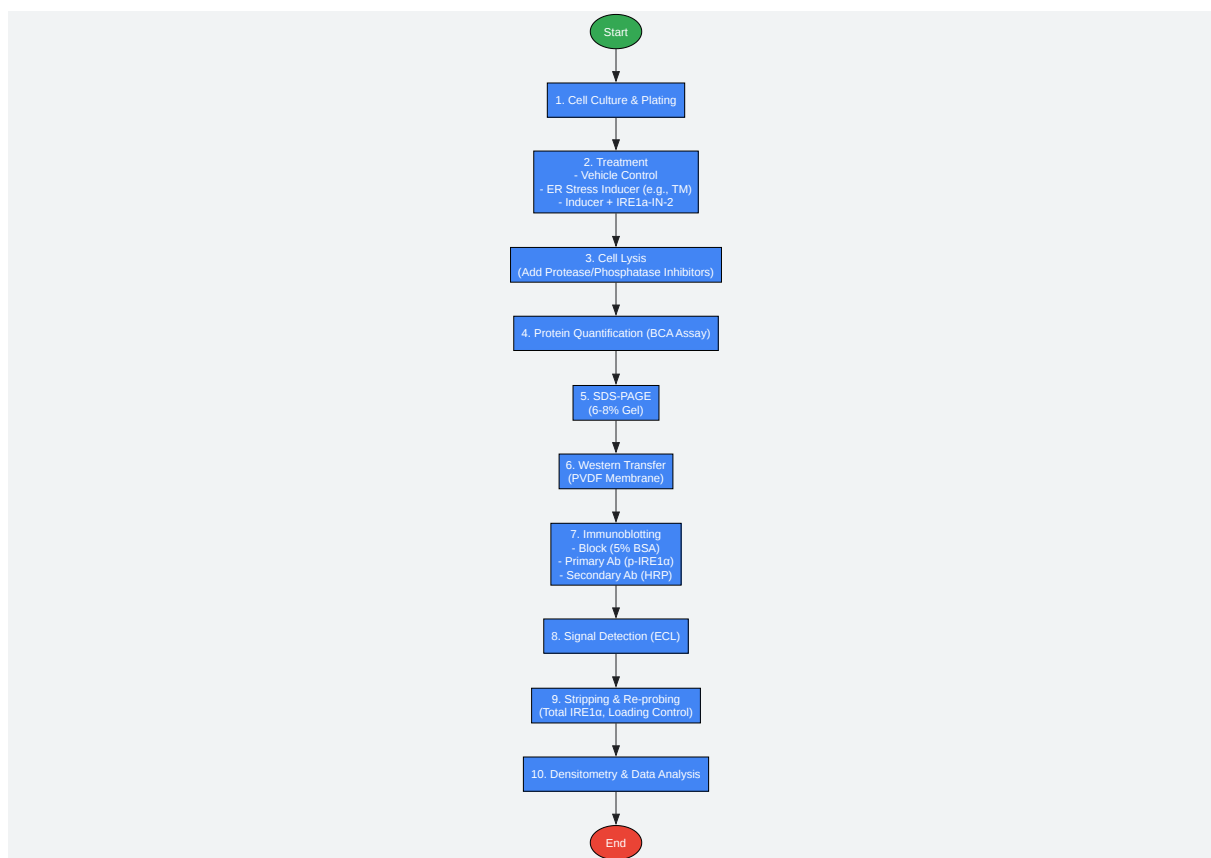 Start
1. Cell Culture & Plating
2. Treatment
- Vehicle Control
- ER Stress Inducer (e.g., TM)
- Inducer + IRE1a-IN-2
3. Cell Lysis
(Add Protease/Phosphatase Inhibitors)
4. Protein Quantification (BCA Assay)
5. SDS-PAGE
(6-8% Gel)
6. Western Transfer
(PVDF Membrane)
7. Immunoblotting
- Block (5% BSA)
- Primary Ab (p-IRE1α)
- Secondary Ab (HRP)
8. Signal Detection (ECL)
9. Stripping & Re-probing
(Total IRE1α, Loading Control)
10. Densitometry & Data Analysis
End